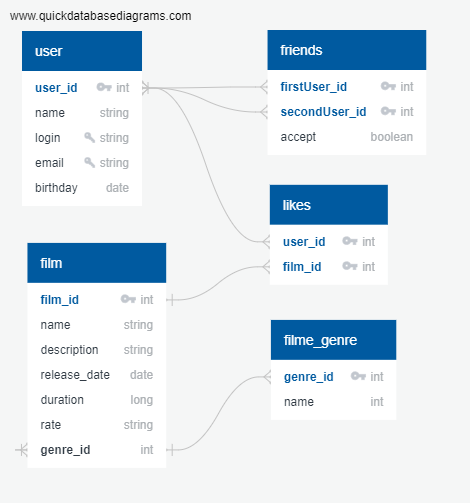 www.quickdatabasediagrams.com
user
user_id int
name string
login string
email string
birthday date
friends
firstUser_id int
secondUser_id int
accept boolean
likes
user_id int
film_id int
film
film_id int
name string
description string
release_date date
duration long
rate string
genre_id int
filme_genre
genre_id int
name int